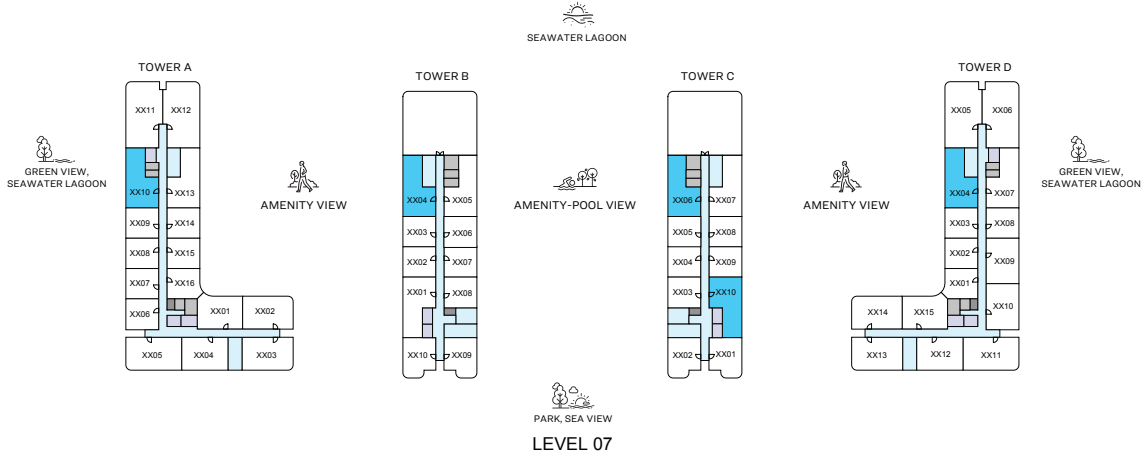 SEAWATER LAGOON
TOWER A
TOWER B
TOWER C
TOWER D
XX11 XX12
XX10 XX13
XX09 XX14
XX08 XX15
XX07 XX16
XX06 XX01 XX02
XX05 XX04 XX03
XX04 XX05
XX03 XX06
XX02 XX07
XX01 XX08
XX10 XX09
XX06 XX07
XX05 XX08
XX04 XX09
XX03 XX10
XX02 XX01
XX05 XX06
XX04 XX07
XX03
XX02 XX09
XX01
XX10
XX14 XX15
XX13 XX12 XX11
GREEN VIEW,
SEAWATER LAGOON
AMENITY VIEW
AMENITY-POOL VIEW
AMENITY VIEW
GREEN VIEW,
SEAWATER LAGOON
PARK, SEA VIEW
LEVEL 07